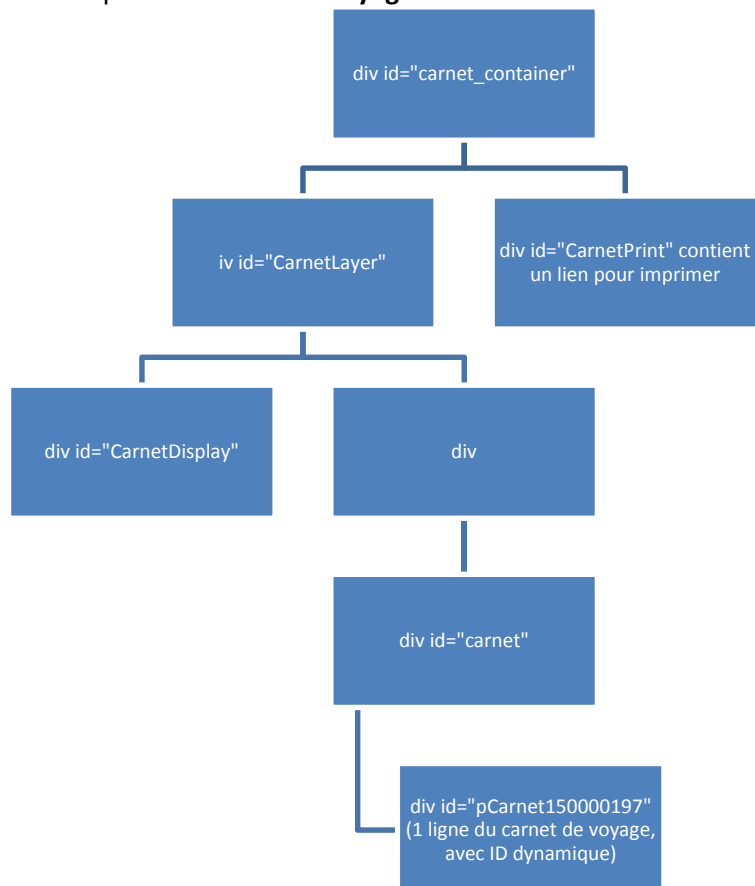 div id="carnet_container"
iv id="CarnetLayer"
div id="CarnetPrint" contient
un lien pour imprimer
div id="CarnetDisplay"
div
div id="carnet"
div id="pCarnet150000197"
(1 ligne du carnet de voyage,
avec ID dynamique)